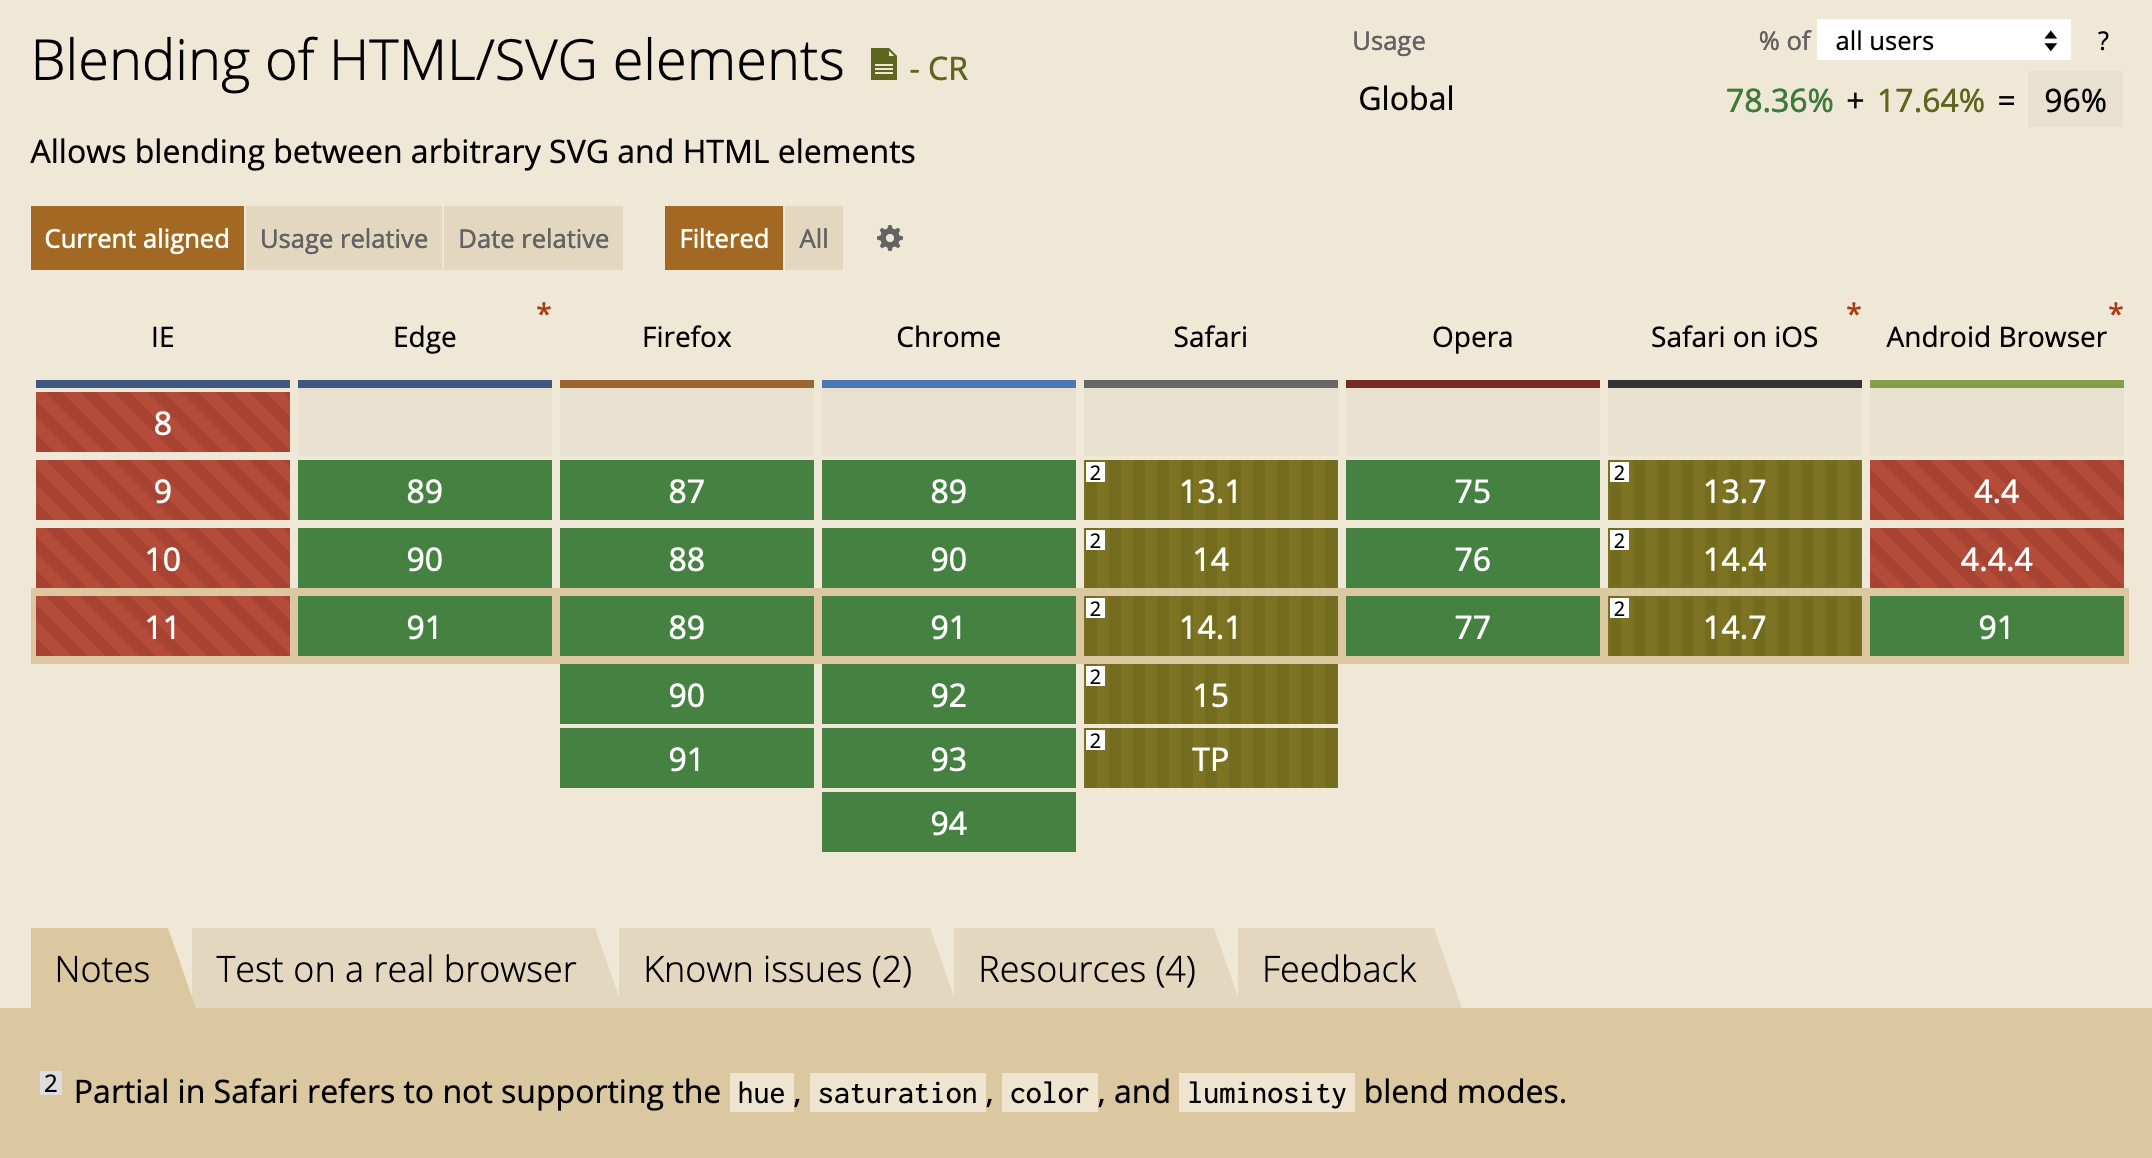 Blending of HTML/SVG elements - CR
Usage % of all users ?
Global 78.36% + 17.64% = 96%
Allows blending between arbitrary SVG and HTML elements
Current aligned Usage relative Date relative Filtered All
IE Edge * Firefox Chrome Safari Opera Safari on iOS * Android Browser *
8
9 89 87 89 2 13.1 75 2 13.7 4.4
10 90 88 90 2 14 76 2 14.4 4.4.4
11 91 89 91 2 14.1 77 2 14.7 91
90 92 2 15
91 93 2 TP
94
Notes Test on a real browser Known issues (2) Resources (4) Feedback
2 Partial in Safari refers to not supporting the hue, saturation, color, and luminosity blend modes.